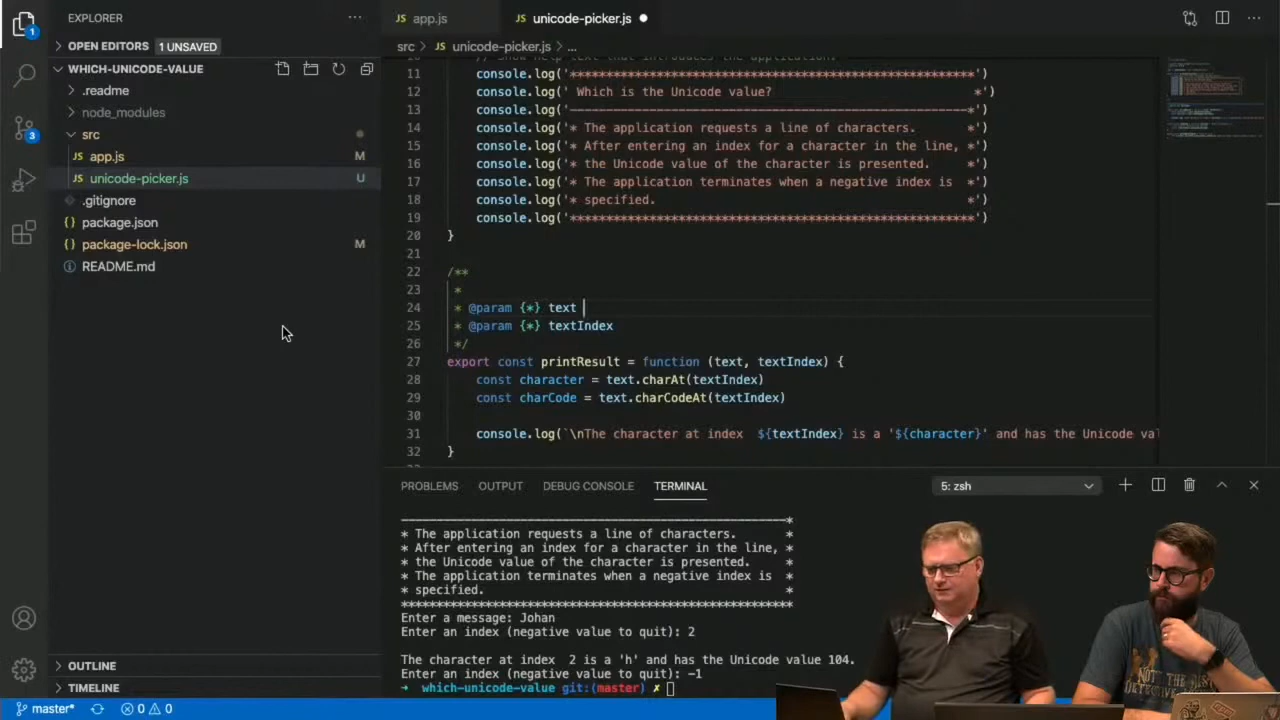 EXPLORER
OPEN EDITORS 1 UNSAVED
WHICH-UNICODE-VALUE
.readme
node_modules
src
JS app.js M
JS unicode-picker.js U
.gitignore
{} package.json
{} package-lock.json M
README.md
OUTLINE
TIMELINE
1
3
JS app.js
JS unicode-picker.js
src > JS unicode-picker.js > ...
11 console.log('********************************************************')
12 console.log(' Which is the Unicode value? *')
13 console.log('————————————————————————————————————————————————————————*')
14 console.log('* The application requests a line of characters. *')
15 console.log('* After entering an index for a character in the line, *')
16 console.log('* the Unicode value of the character is presented. *')
17 console.log('* The application terminates when a negative index is *')
18 console.log('* specified. *')
19 console.log('********************************************************')
20 }
21
22 /**
23 *
24 * @param {*} text
25 * @param {*} textIndex
26 */
27 export const printResult = function (text, textIndex) {
28 const character = text.charAt(textIndex)
29 const charCode = text.charCodeAt(textIndex)
30
31 console.log(`\nThe character at index ${textIndex} is a '${character}' and has the Unicode val
32 }
PROBLEMS OUTPUT DEBUG CONSOLE TERMINAL
5: zsh
————————————————————————————————————————————————————————*
* The application requests a line of characters. *
* After entering an index for a character in the line, *
* the Unicode value of the character is presented. *
* The application terminates when a negative index is *
* specified. *
********************************************************
Enter a message: Johan
Enter an index (negative value to quit): 2
The character at index 2 is a 'h' and has the Unicode value 104.
Enter an index (negative value to quit): -1
→ which-unicode-value git:(master) ✗
master* 0 0